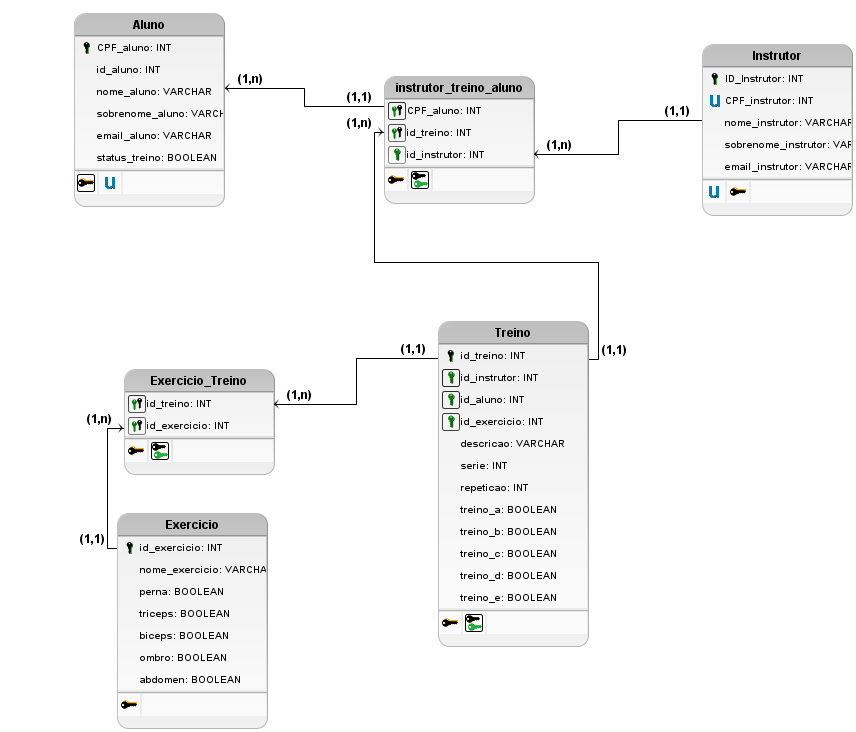 Aluno
CPF_aluno: INT
id_aluno: INT
nome_aluno: VARCHAR
sobrenome_aluno: VARCH
email_aluno: VARCHAR
status_treino: BOOLEAN
u
(1,n)
(1,1)
(1,n)
instrutor_treino_aluno
CPF_aluno: INT
id_treino: INT
id_instrutor: INT
(1,n)
(1,1)
Instrutor
ID_Instrutor: INT
u CPF_instrutor: INT
nome_instrutor: VARCHAR
sobrenome_instrutor: VAR
email_instrutor: VARCHAR
u
Treino
id_treino: INT
id_instrutor: INT
id_aluno: INT
id_exercicio: INT
descricao: VARCHAR
serie: INT
repeticao: INT
treino_a: BOOLEAN
treino_b: BOOLEAN
treino_c: BOOLEAN
treino_d: BOOLEAN
treino_e: BOOLEAN
(1,1)
(1,1)
(1,n)
Exercicio_Treino
id_treino: INT
id_exercicio: INT
(1,n)
(1,1)
Exercicio
id_exercicio: INT
nome_exercicio: VARCHA
perna: BOOLEAN
triceps: BOOLEAN
biceps: BOOLEAN
ombro: BOOLEAN
abdomen: BOOLEAN